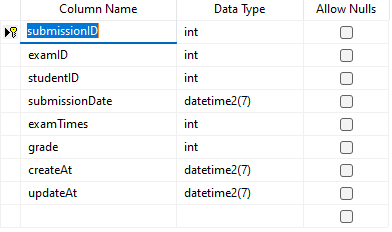 Column Name Data Type Allow Nulls
submissionID int
examID int
studentID int
submissionDate datetime2(7)
examTimes int
grade int
createAt datetime2(7)
updateAt datetime2(7)